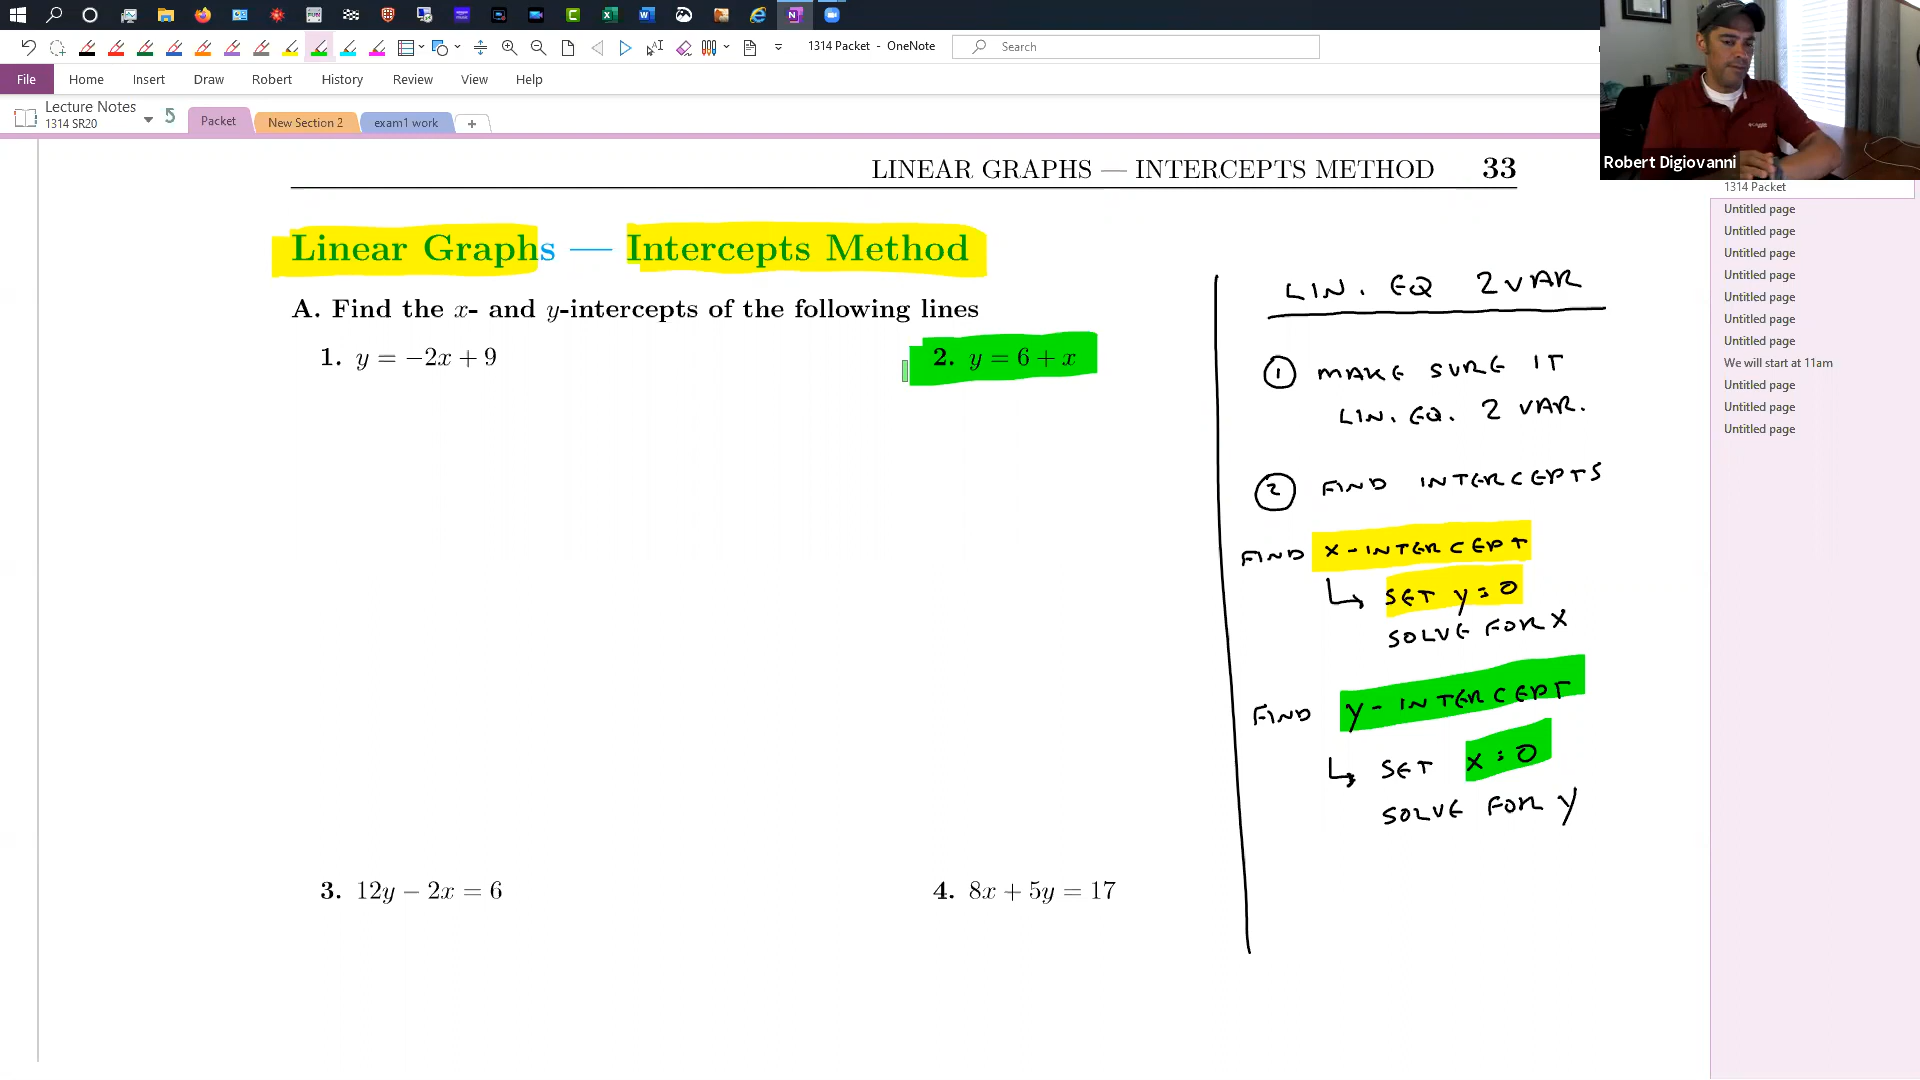 1314 Packet - OneNote
Search
File Home Insert Draw Robert History Review View Help
Lecture Notes
1314 SR20
Packet
New Section 2
exam1 work
Robert Digiovanni
LINEAR GRAPHS — INTERCEPTS METHOD 33
Linear Graphs — Intercepts Method
A. Find the x- and y-intercepts of the following lines
1. y = −2x + 9
2. y = 6 + x
3. 12y − 2x = 6
4. 8x + 5y = 17
LIN. EQ 2 VAR
① MAKE SURE IT
LIN. EQ. 2 VAR.
② FIND INTERCEPTS
FIND X-INTERCEPT
↳ SET y = 0
SOLVE FOR X
FIND Y-INTERCEPT
↳ SET X = 0
SOLVE FOR Y
1314 Packet
Untitled page
Untitled page
Untitled page
Untitled page
Untitled page
Untitled page
Untitled page
We will start at 11am
Untitled page
Untitled page
Untitled page